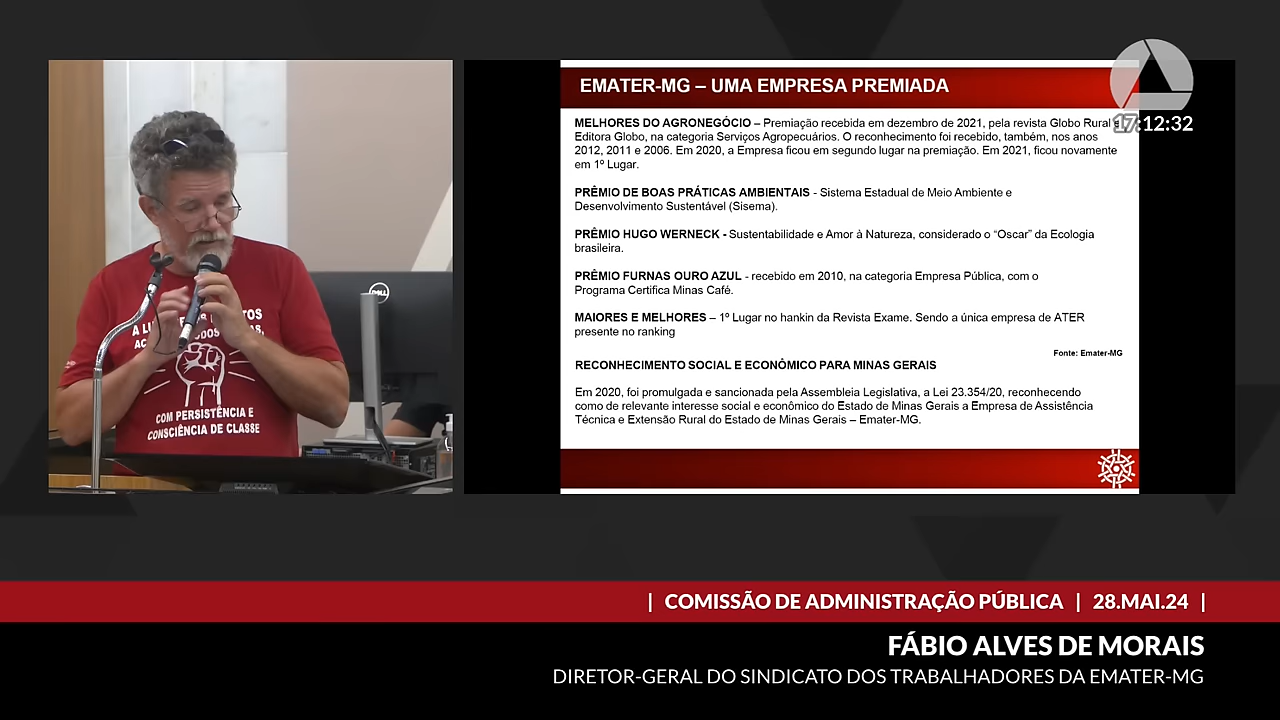 EMATER-MG – UMA EMPRESA PREMIADA
17:12:32
MELHORES DO AGRONEGÓCIO – Premiação recebida em dezembro de 2021, pela revista Globo Rural e
Editora Globo, na categoria Serviços Agropecuários. O reconhecimento foi recebido, também, nos anos
2012, 2011 e 2006. Em 2020, a Empresa ficou em segundo lugar na premiação. Em 2021, ficou novamente
em 1º Lugar.
PRÊMIO DE BOAS PRÁTICAS AMBIENTAIS - Sistema Estadual de Meio Ambiente e
Desenvolvimento Sustentável (Sisema).
PRÊMIO HUGO WERNECK - Sustentabilidade e Amor à Natureza, considerado o “Oscar” da Ecologia
brasileira.
PRÊMIO FURNAS OURO AZUL - recebido em 2010, na categoria Empresa Pública, com o
Programa Certifica Minas Café.
MAIORES E MELHORES – 1º Lugar no hankin da Revista Exame. Sendo a única empresa de ATER
presente no ranking
Fonte: Emater-MG
RECONHECIMENTO SOCIAL E ECONÔMICO PARA MINAS GERAIS
Em 2020, foi promulgada e sancionada pela Assembleia Legislativa, a Lei 23.354/20, reconhecendo
como de relevante interesse social e econômico do Estado de Minas Gerais a Empresa de Assistência
Técnica e Extensão Rural do Estado de Minas Gerais – Emater-MG.
DELL
A
COM PERSISTÊNCIA E
CONSCIÊNCIA DE CLASSE
| COMISSÃO DE ADMINISTRAÇÃO PÚBLICA | 28.MAI.24 |
FÁBIO ALVES DE MORAIS
DIRETOR-GERAL DO SINDICATO DOS TRABALHADORES DA EMATER-MG